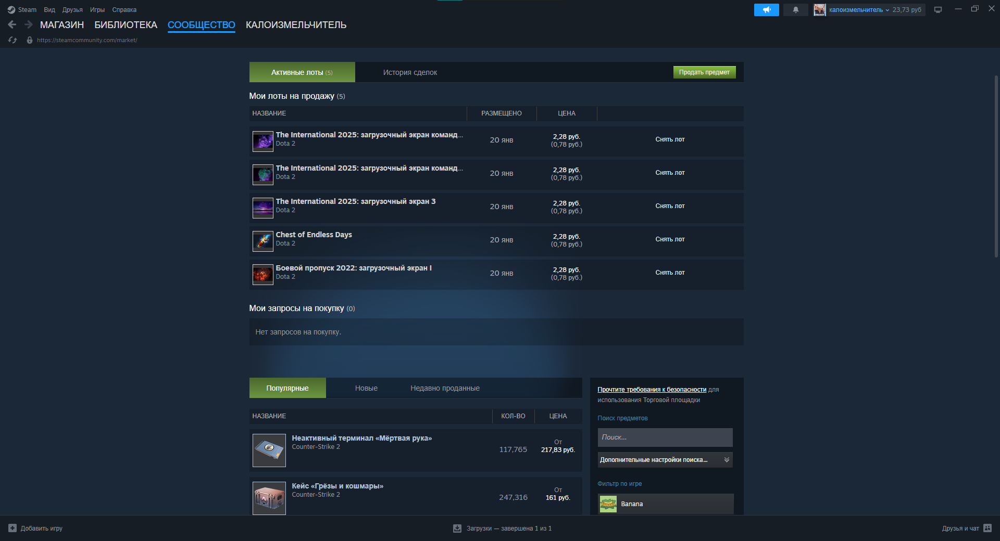 Steam Вид Друзья Игры Справка
калоизмельчитель 23,73 руб
МАГАЗИН БИБЛИОТЕКА СООБЩЕСТВО КАЛОИЗМЕЛЬЧИТЕЛЬ
https://steamcommunity.com/market/
Активные лоты (5) История сделок Продать предмет
Мои лоты на продажу (5)
НАЗВАНИЕ РАЗМЕЩЕНО ЦЕНА
The International 2025: загрузочный экран команд...
Dota 2
20 янв
2,28 руб.
(0,78 руб.)
Снять лот
The International 2025: загрузочный экран команд...
Dota 2
20 янв
2,28 руб.
(0,78 руб.)
Снять лот
The International 2025: загрузочный экран 3
Dota 2
20 янв
2,28 руб.
(0,78 руб.)
Снять лот
Chest of Endless Days
Dota 2
20 янв
2,28 руб.
(0,78 руб.)
Снять лот
Боевой пропуск 2022: загрузочный экран I
Dota 2
20 янв
2,28 руб.
(0,78 руб.)
Снять лот
Мои запросы на покупку (0)
Нет запросов на покупку.
Популярные Новые Недавно проданные
НАЗВАНИЕ КОЛ-ВО ЦЕНА
Неактивный терминал «Мёртвая рука»
Counter-Strike 2
117,765
От
217,83 руб.
Кейс «Грёзы и кошмары»
Counter-Strike 2
247,316
От
161 руб.
Прочтите требования к безопасности для
использования Торговой площадки
Поиск предметов
Поиск...
Дополнительные настройки поиска...
Фильтр по игре
BANANA
Banana
Добавить игру
Загрузки — завершена 1 из 1
Друзья и чат